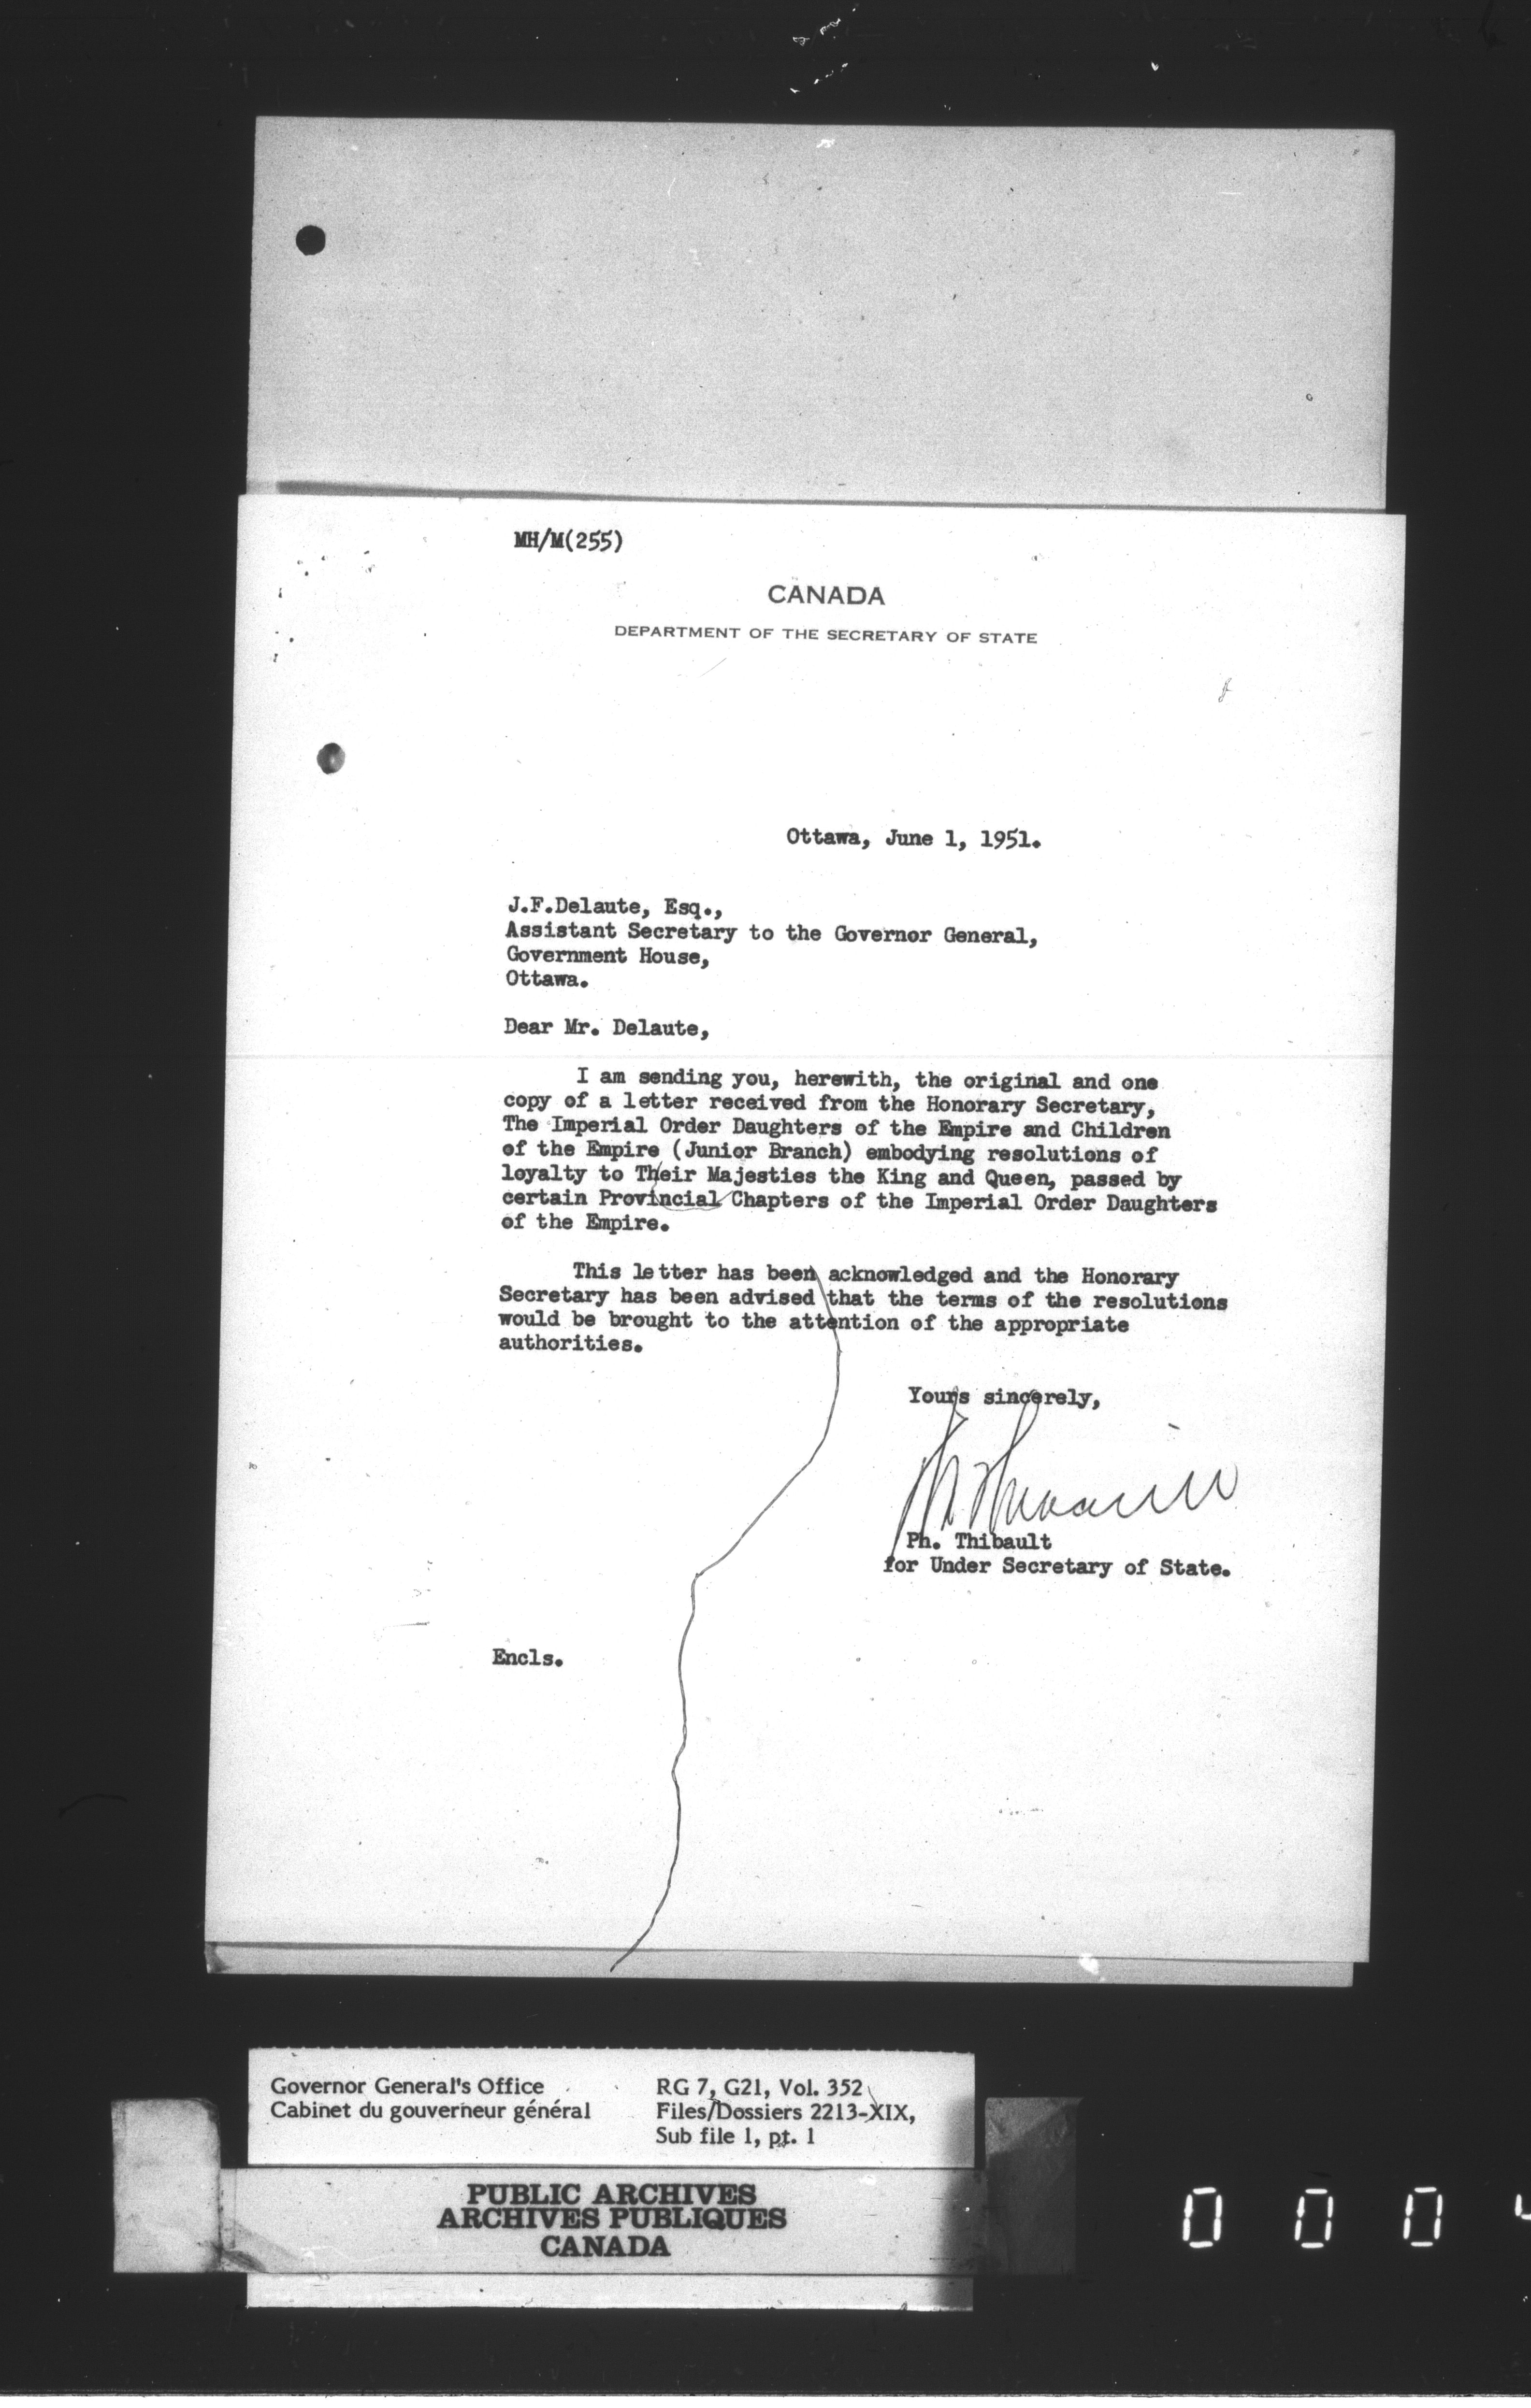 MH/M(255)
CANADA
DEPARTMENT OF THE SECRETARY OF STATE
Ottawa, June 1, 1951.
J.F.Delaute, Esq.,
Assistant Secretary to the Governor General,
Government House,
Ottawa.
Dear Mr. Delaute,
I am sending you, herewith, the original and one
copy of a letter received from the Honorary Secretary,
The Imperial Order Daughters of the Empire and Children
of the Empire (Junior Branch) embodying resolutions of
loyalty to Their Majesties the King and Queen, passed by
certain Provincial Chapters of the Imperial Order Daughters
of the Empire.
This letter has been acknowledged and the Honorary
Secretary has been advised that the terms of the resolutions
would be brought to the attention of the appropriate
authorities.
Yours sincerely,
Ph. Thibault
Ph. Thibault
for Under Secretary of State.
Encls.
Governor General's Office
Cabinet du gouverneur général
RG 7, G21, Vol. 352
Files/Dossiers 2213-XIX,
Sub file 1, pt. 1
PUBLIC ARCHIVES
ARCHIVES PUBLIQUES
CANADA
0 0 0 4